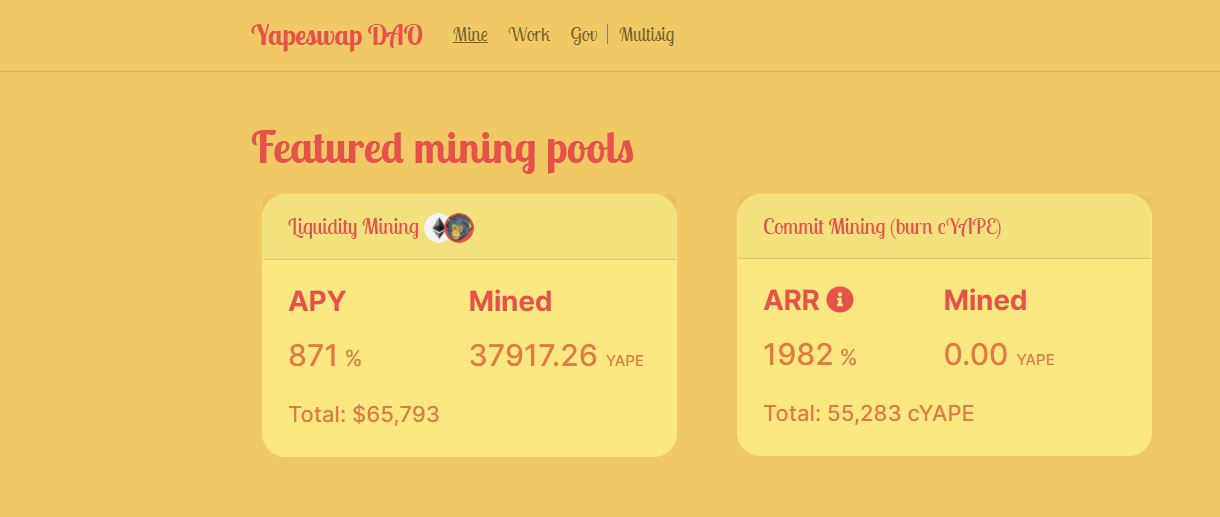 Yapeswap DAO Mine Work Gov | Multisig
Featured mining pools
Liquidity Mining
APY Mined
871 % 37917.26 YAPE
Total: $65,793
Commit Mining (burn cYAPE)
ARR Mined
1982 % 0.00 YAPE
Total: 55,283 cYAPE